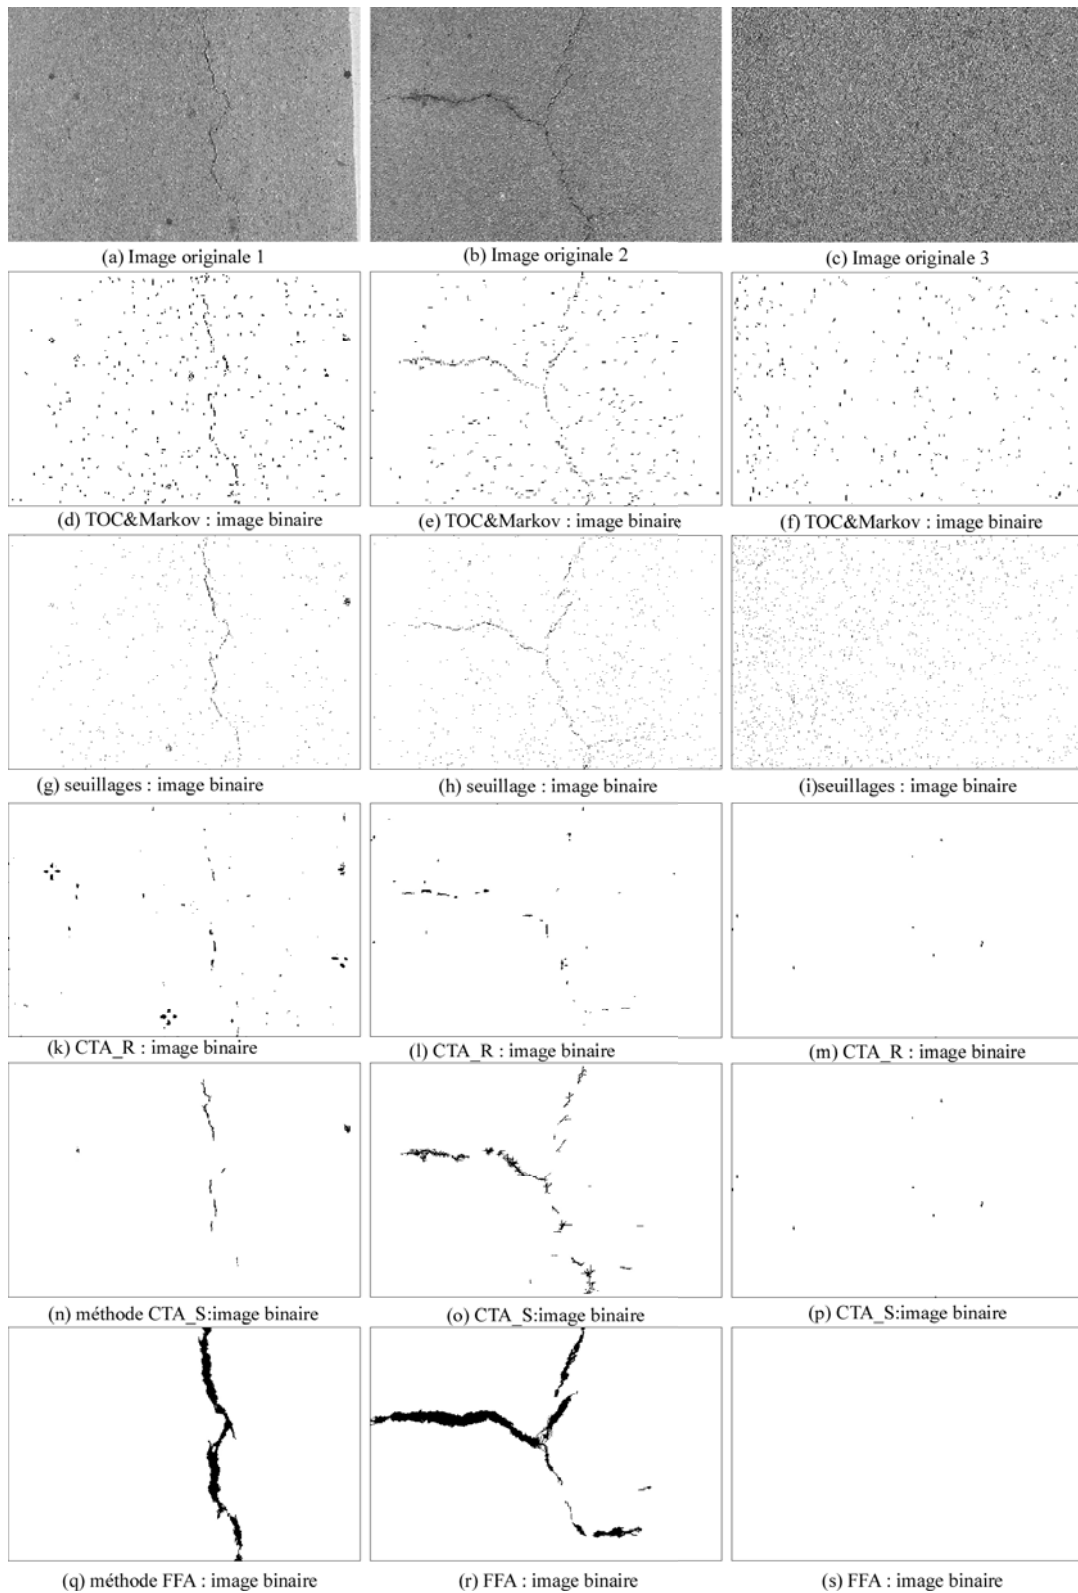 (a) Image originale 1
(b) Image originale 2
(c) Image originale 3
(d) TOC&Markov : image binaire
(e) TOC&Markov : image binaire
(f) TOC&Markov : image binaire
(g) seuillages : image binaire
(h) seuillage : image binaire
(i)seuillages : image binaire
(k) CTA_R : image binaire
(l) CTA_R : image binaire
(m) CTA_R : image binaire
(n) méthode CTA_S:image binaire
(o) CTA_S:image binaire
(p) CTA_S:image binaire
(q) méthode FFA : image binaire
(r) FFA : image binaire
(s) FFA : image binaire